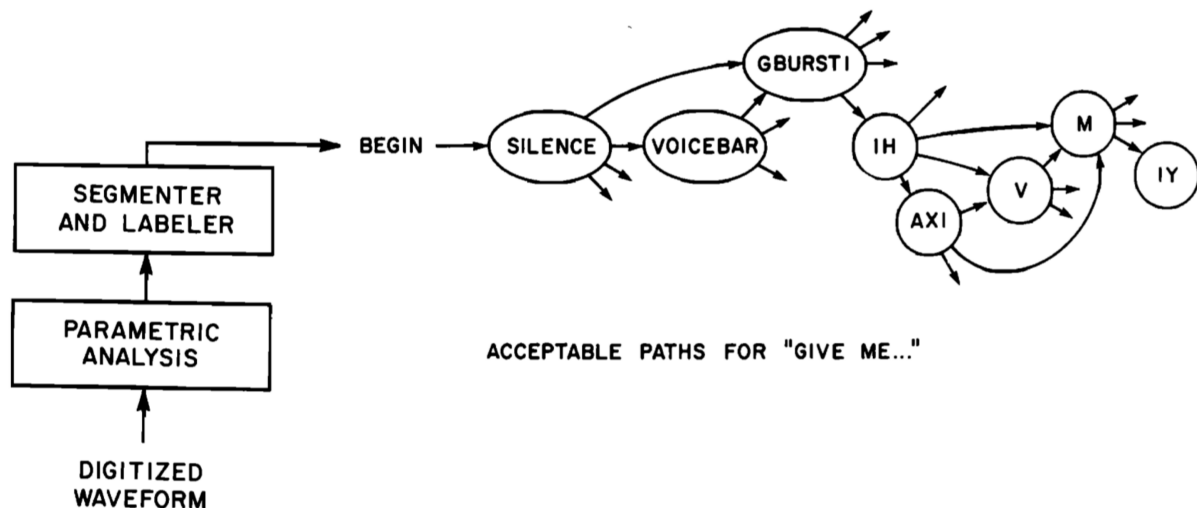 GBURST1
BEGIN
SILENCE
VOICEBAR
IH
M
IY
V
AX1
SEGMENTER
AND LABELER
PARAMETRIC
ANALYSIS
ACCEPTABLE PATHS FOR "GIVE ME..."
DIGITIZED
WAVEFORM